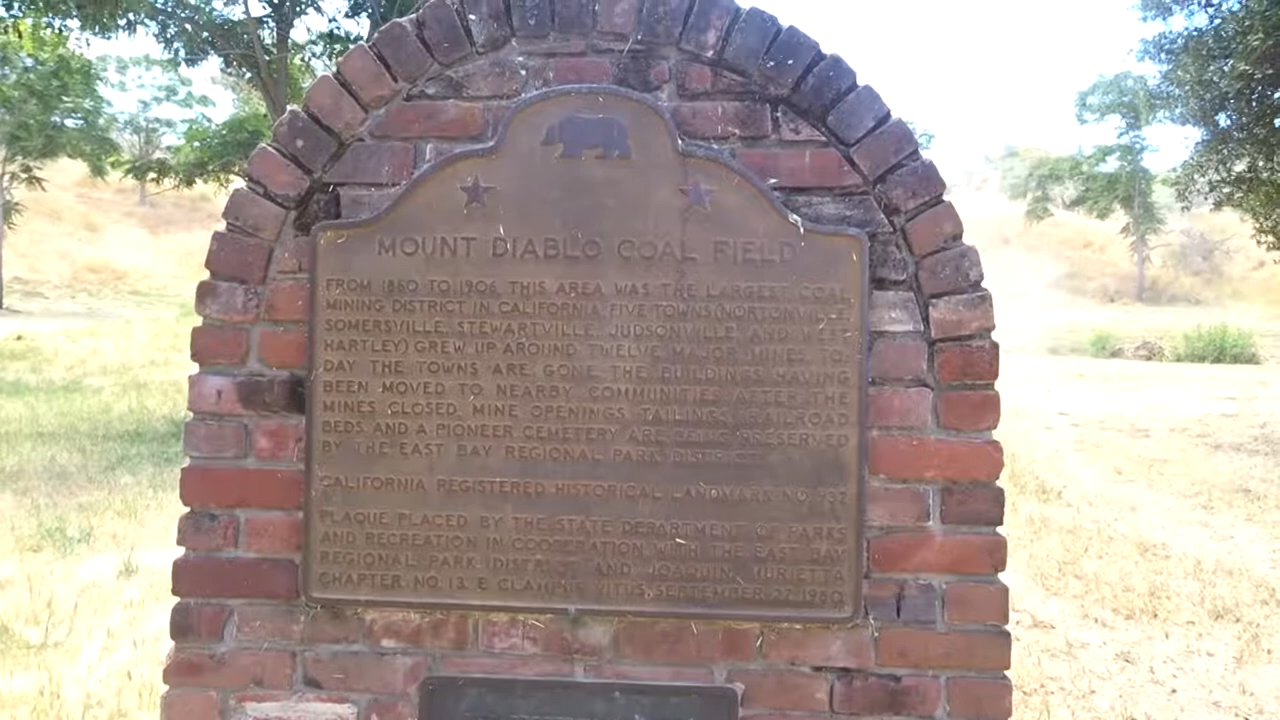 MOUNT DIABLO COAL FIELD
FROM 1860 TO 1906, THIS AREA WAS THE LARGEST COAL
MINING DISTRICT IN CALIFORNIA. FIVE TOWNS (NORTONVILLE,
SOMERSVILLE, STEWARTVILLE, JUDSONVILLE, AND WEST
HARTLEY) GREW UP AROUND TWELVE MAJOR MINES. TO-
DAY THE TOWNS ARE GONE, THE BUILDINGS HAVING
BEEN MOVED TO NEARBY COMMUNITIES AFTER THE
MINES CLOSED. MINE OPENINGS, TAILINGS, RAILROAD
BEDS AND A PIONEER CEMETERY ARE BEING PRESERVED
BY THE EAST BAY REGIONAL PARK DISTRICT.
CALIFORNIA REGISTERED HISTORICAL LANDMARK NO. 932
PLAQUE PLACED BY THE STATE DEPARTMENT OF PARKS
AND RECREATION IN COOPERATION WITH THE EAST BAY
REGIONAL PARK DISTRICT AND JOAQUIN MURIETTA
CHAPTER NO. 13, E CLAMPUS VITUS, SEPTEMBER 27, 1980.